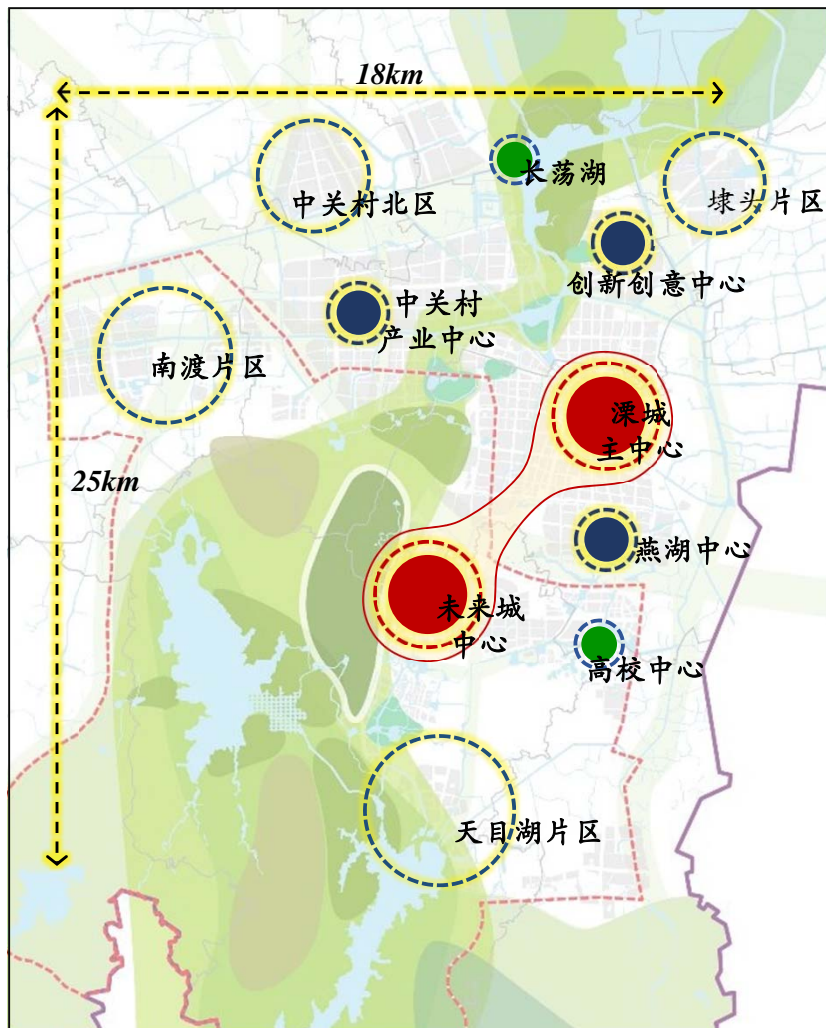 18km
长荡湖
中关村北区
埭头片区
创新创意中心
中关村
产业中心
南渡片区
溧城
主中心
25km
燕湖中心
未来城
中心
高校中心
天目湖片区